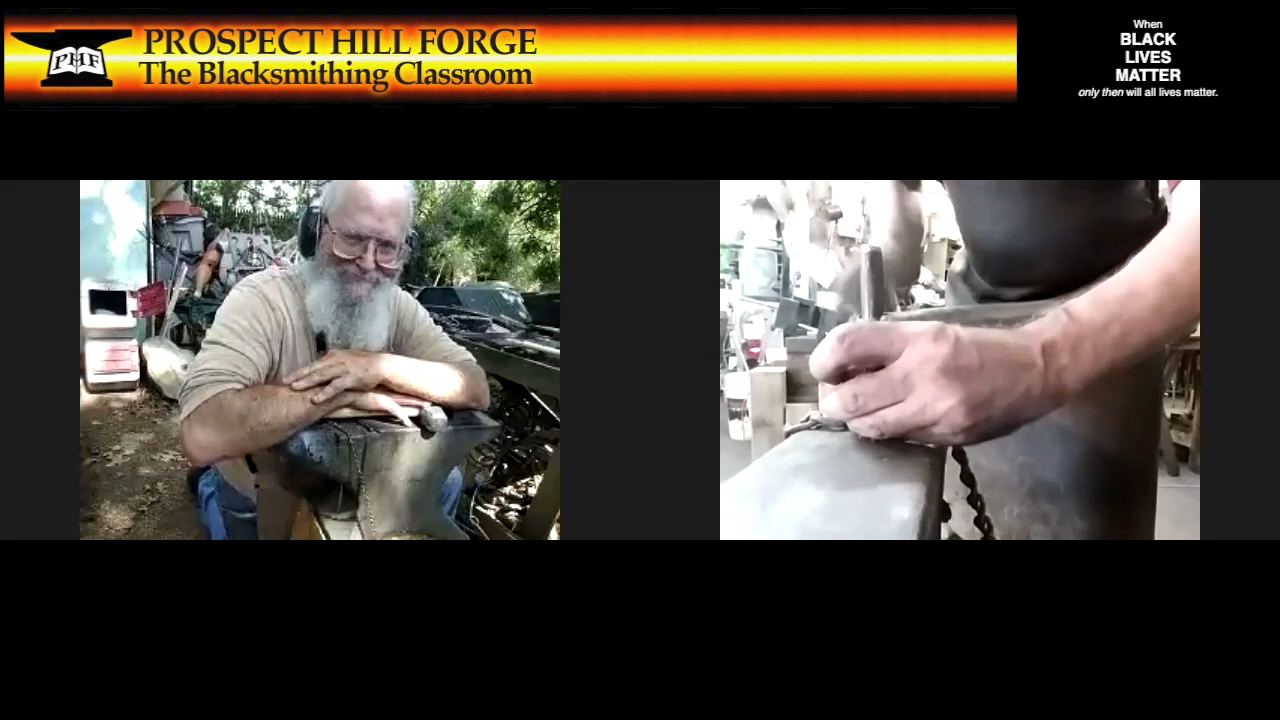 PHF
PROSPECT HILL FORGE
The Blacksmithing Classroom
When
BLACK
LIVES
MATTER
only then will all lives matter.